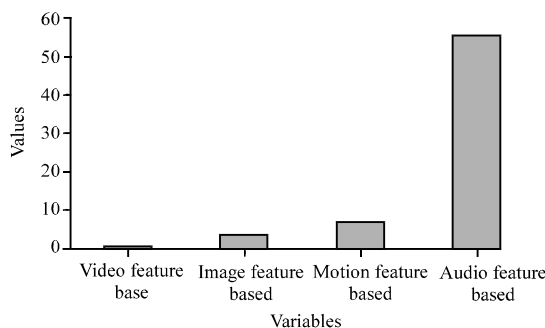 60
50
40
30
20
10
0
Values
Video feature
base
Image feature
based
Motion feature
based
Audio feature
based
Variables